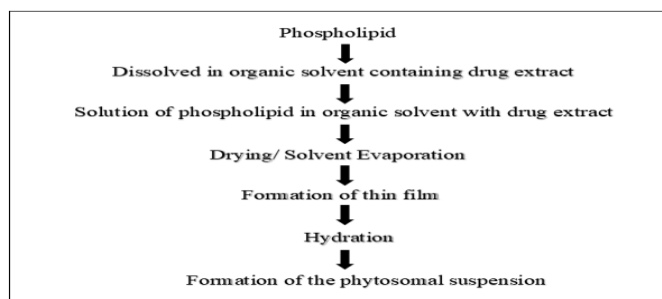 Phospholipid
Dissolved in organic solvent containing drug extract
Solution of phospholipid in organic solvent with drug extract
Drying/ Solvent Evaporation
Formation of thin film
Hydration
Formation of the phytosomal suspension